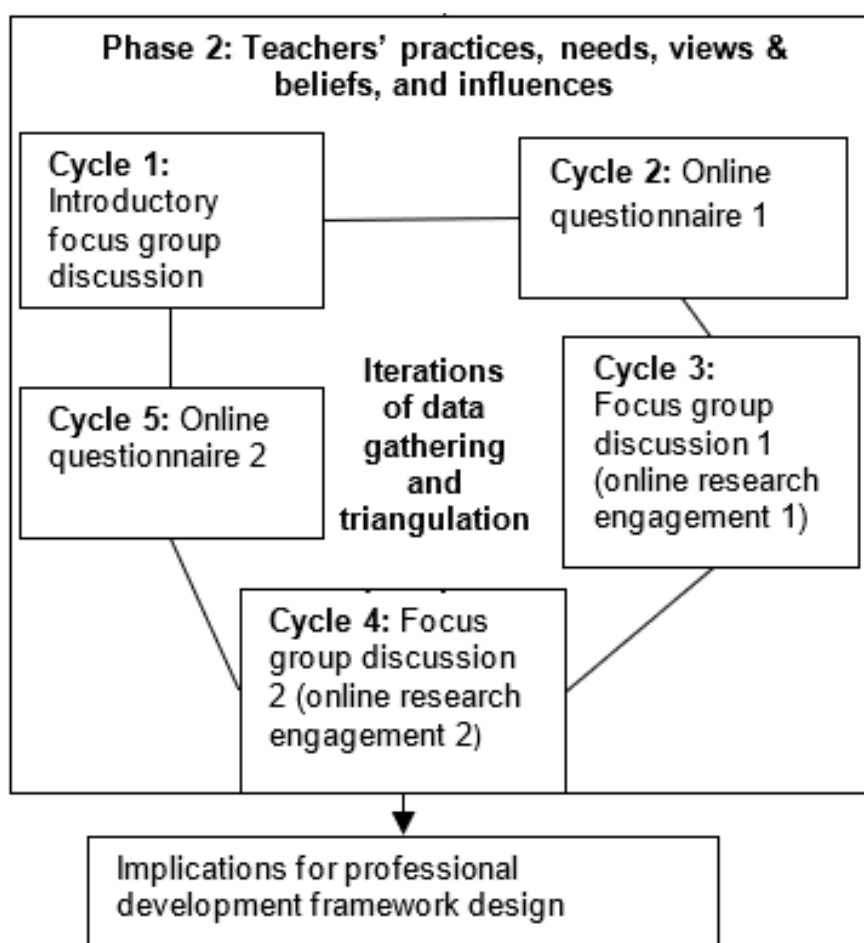 Phase 2: Teachers' practices, needs, views &
beliefs, and influences
Cycle 1:
Introductory
focus group
discussion
Cycle 2: Online
questionnaire 1
Cycle 3:
Focus group
discussion 1
(online research
engagement 1)
Cycle 4: Focus
group discussion
2 (online research
engagement 2)
Cycle 5: Online
questionnaire 2
Iterations
of data
gathering
and
triangulation
Implications for professional
development framework design